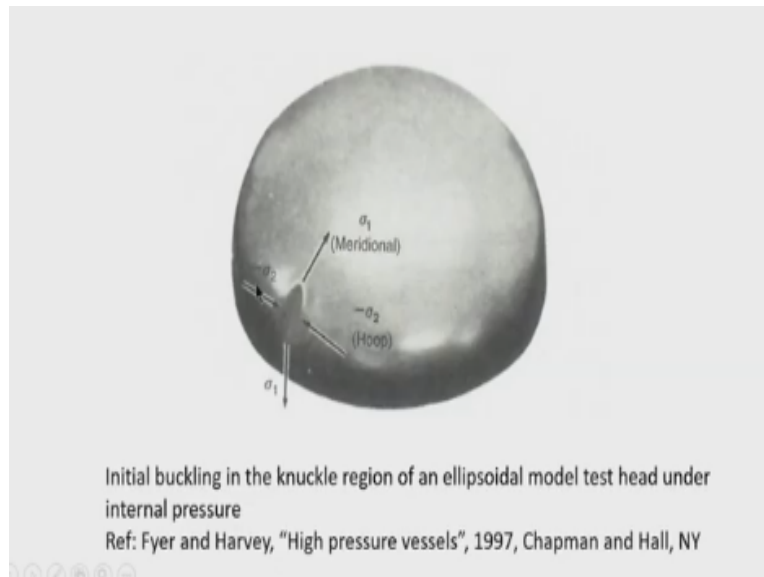 σ₁
(Meridional)
-σ₂
-σ₂
(Hoop)
σ₁
Initial buckling in the knuckle region of an ellipsoidal model test head under
internal pressure
Ref: Fyer and Harvey, “High pressure vessels”, 1997, Chapman and Hall, NY